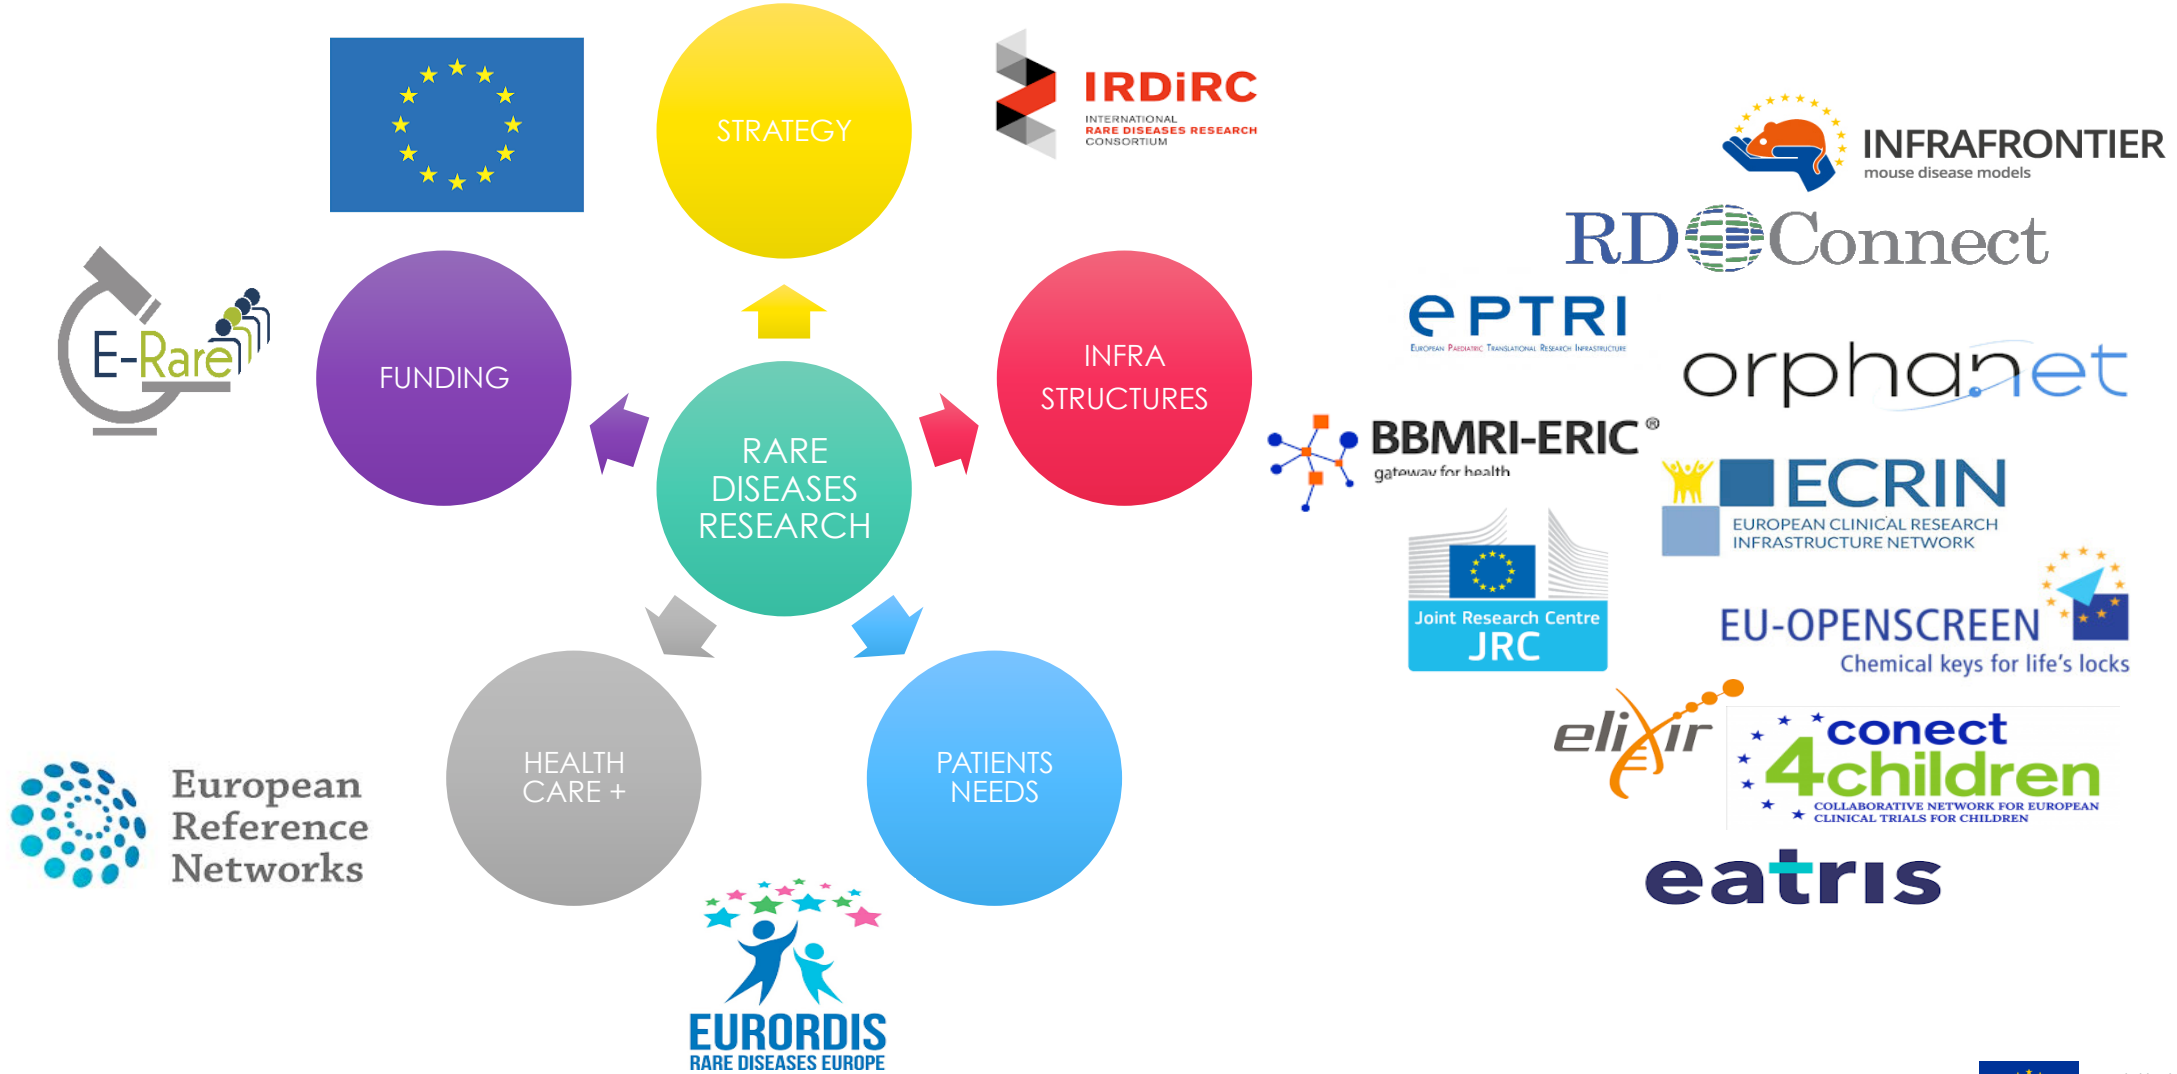 STRATEGY
IRDiRC
INTERNATIONAL
RARE DISEASES RESEARCH
CONSORTIUM
INFRAFRONTIER
mouse disease models
RD Connect
E-Rare
FUNDING
INFRA
STRUCTURES
ePTRI
EUROPEAN PAEDIATRIC TRANSLATIONAL RESEARCH INFRASTRUCTURE
orphanet
RARE
DISEASES
RESEARCH
BBMRI-ERIC®
gateway for health
ECRIN
EUROPEAN CLINICAL RESEARCH
INFRASTRUCTURE NETWORK
Joint Research Centre
JRC
EU-OPENSCREEN
Chemical keys for life's locks
elixir
conect
4children
COLLABORATIVE NETWORK FOR EUROPEAN
CLINICAL TRIALS FOR CHILDREN
HEALTH
CARE +
PATIENTS
NEEDS
European
Reference
Networks
eatris
EURORDIS
RARE DISEASES EUROPE